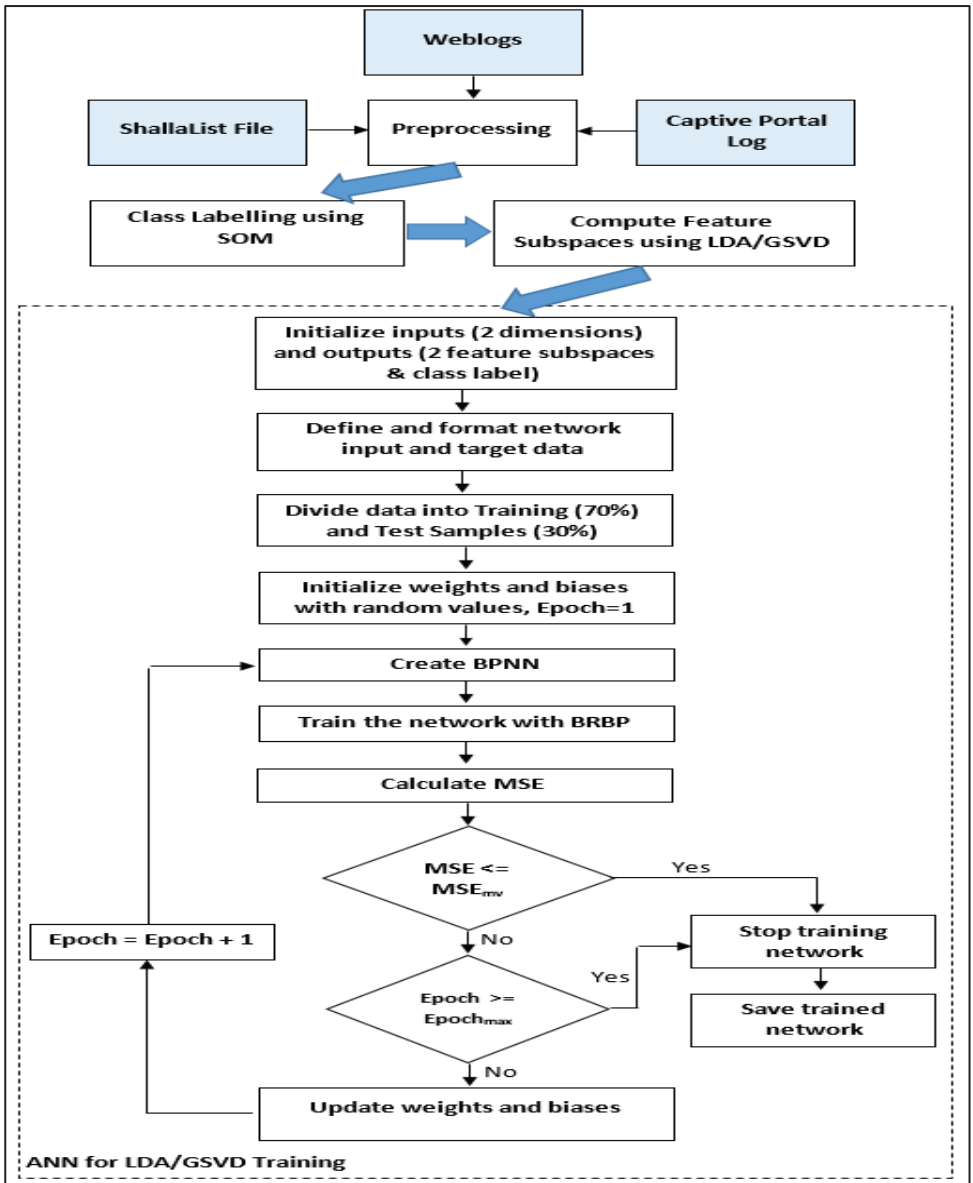 Weblogs
ShallaList File
Preprocessing
Captive Portal
Log
Class Labelling using
SOM
Compute Feature
Subspaces using LDA/GSVD
Initialize inputs (2 dimensions)
and outputs (2 feature subspaces
& class label)
Define and format network
input and target data
Divide data into Training (70%)
and Test Samples (30%)
Initialize weights and biases
with random values, Epoch=1
Create BPNN
Train the network with BRBP
Calculate MSE
MSE <=
MSEmv
Yes
No
Epoch = Epoch + 1
Stop training
network
Yes
Epoch >=
Epochmax
Save trained
network
No
Update weights and biases
ANN for LDA/GSVD Training